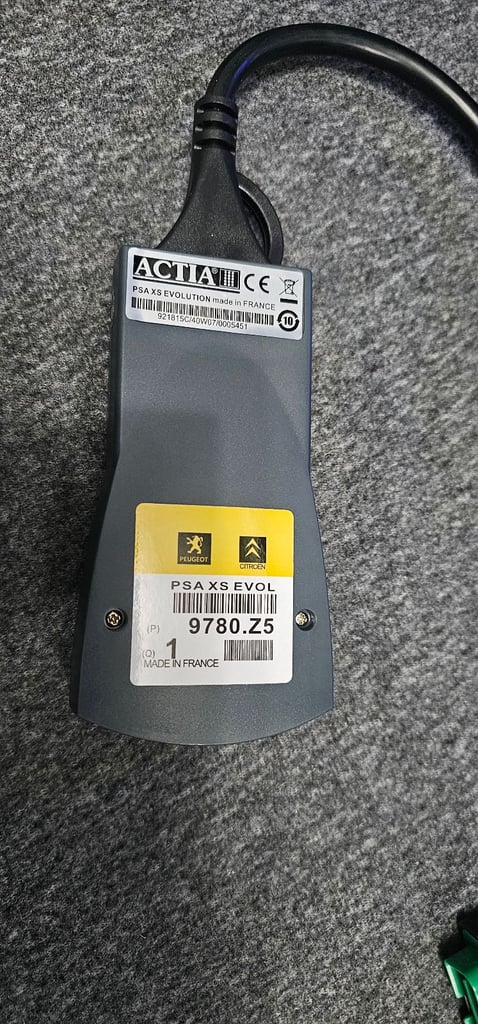 ACTIA® CE
PSA XS EVOLUTION made in FRANCE
921815C/40W07/0005451
10
PEUGEOT
CITROËN
PSA XS EVOL
(P) 9780.Z5
(Q) 1
MADE IN FRANCE